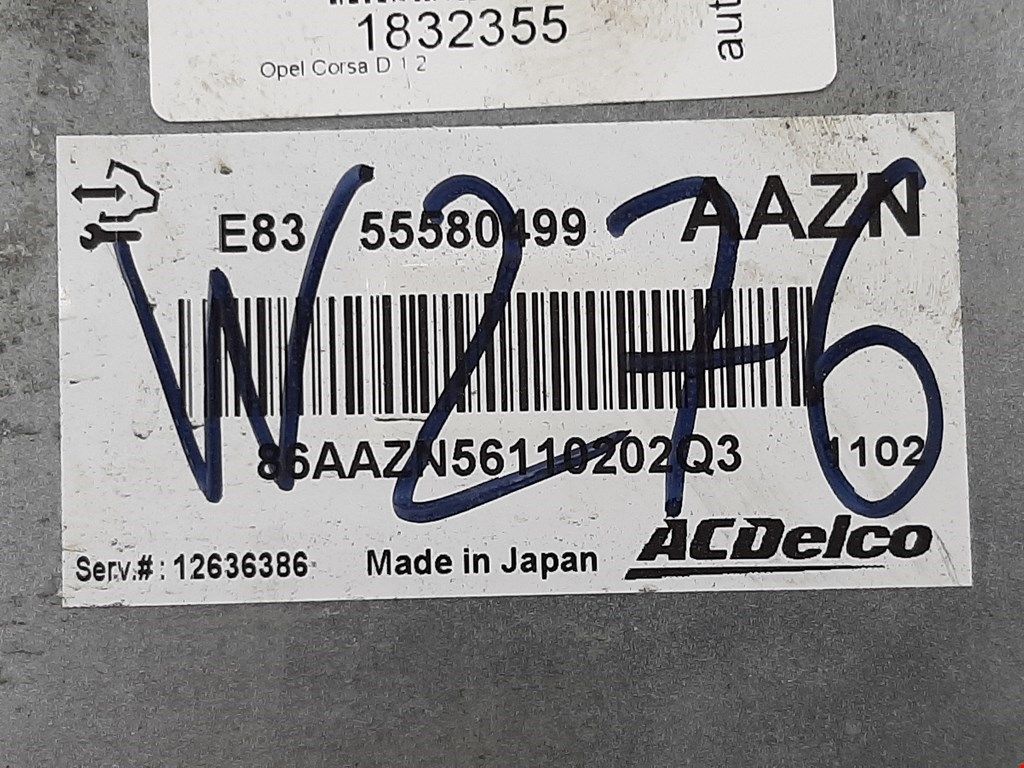 1832355
Opel Corsa D 1 2
aut
E83 55580499 AAZN
W276
86AAZN56110202Q3 1102
Serv.#: 12636386 Made in Japan ACDelco